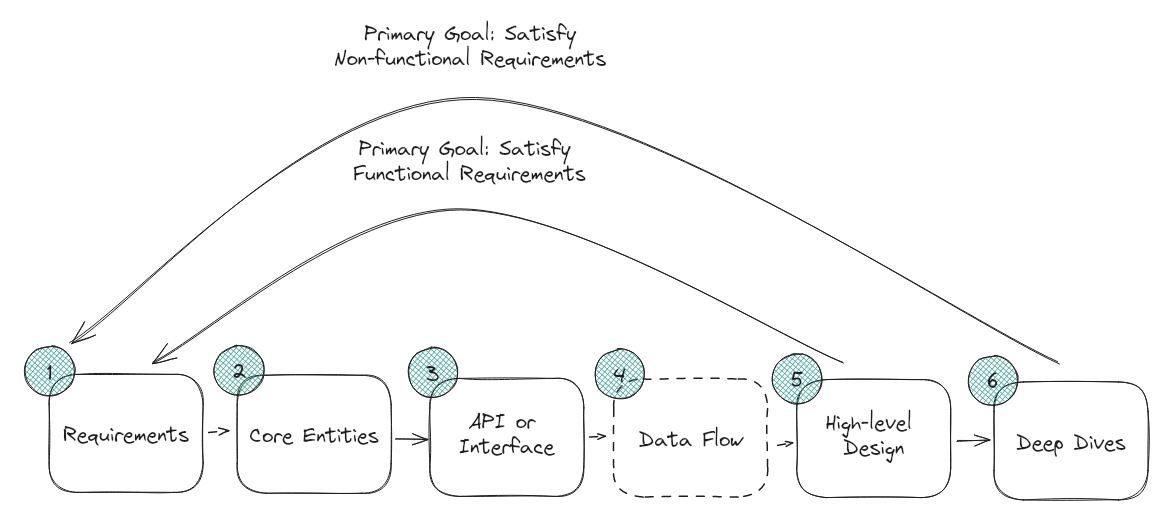 Primary Goal: Satisfy
Non-functional Requirements
Primary Goal: Satisfy
Functional Requirements
1
Requirements
2
Core Entities
3
API or
Interface
4
Data Flow
5
High-level
Design
6
Deep Dives